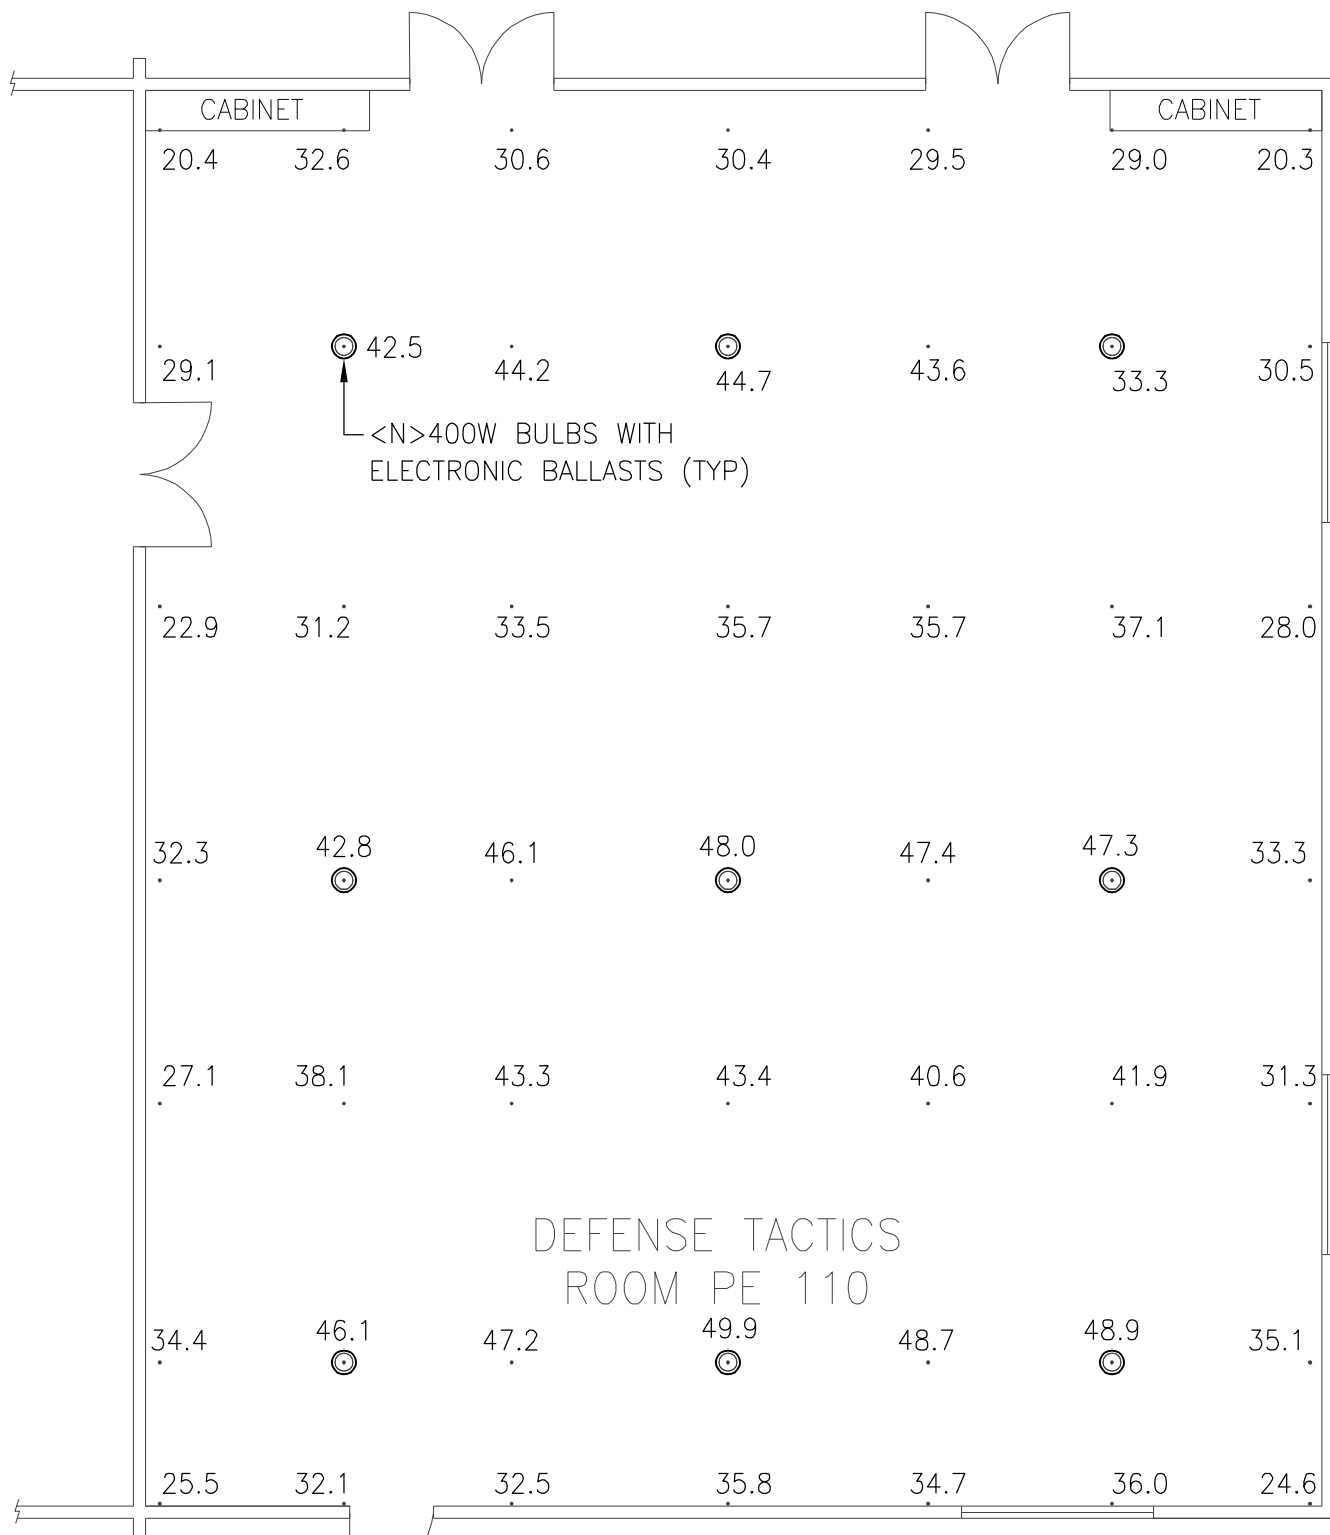 CABINET CABINET
20.4 32.6 30.6 30.4 29.5 29.0 20.3
42.5
29.1 44.2 44.7 43.6 33.3 30.5
<N>400W BULBS WITH
ELECTRONIC BALLASTS (TYP)
22.9 31.2 33.5 35.7 35.7 37.1 28.0
32.3 42.8 46.1 48.0 47.4 47.3 33.3
27.1 38.1 43.3 43.4 40.6 41.9 31.3
DEFENSE TACTICS
ROOM PE 110
34.4 46.1 47.2 49.9 48.7 48.9 35.1
25.5 32.1 32.5 35.8 34.7 36.0 24.6